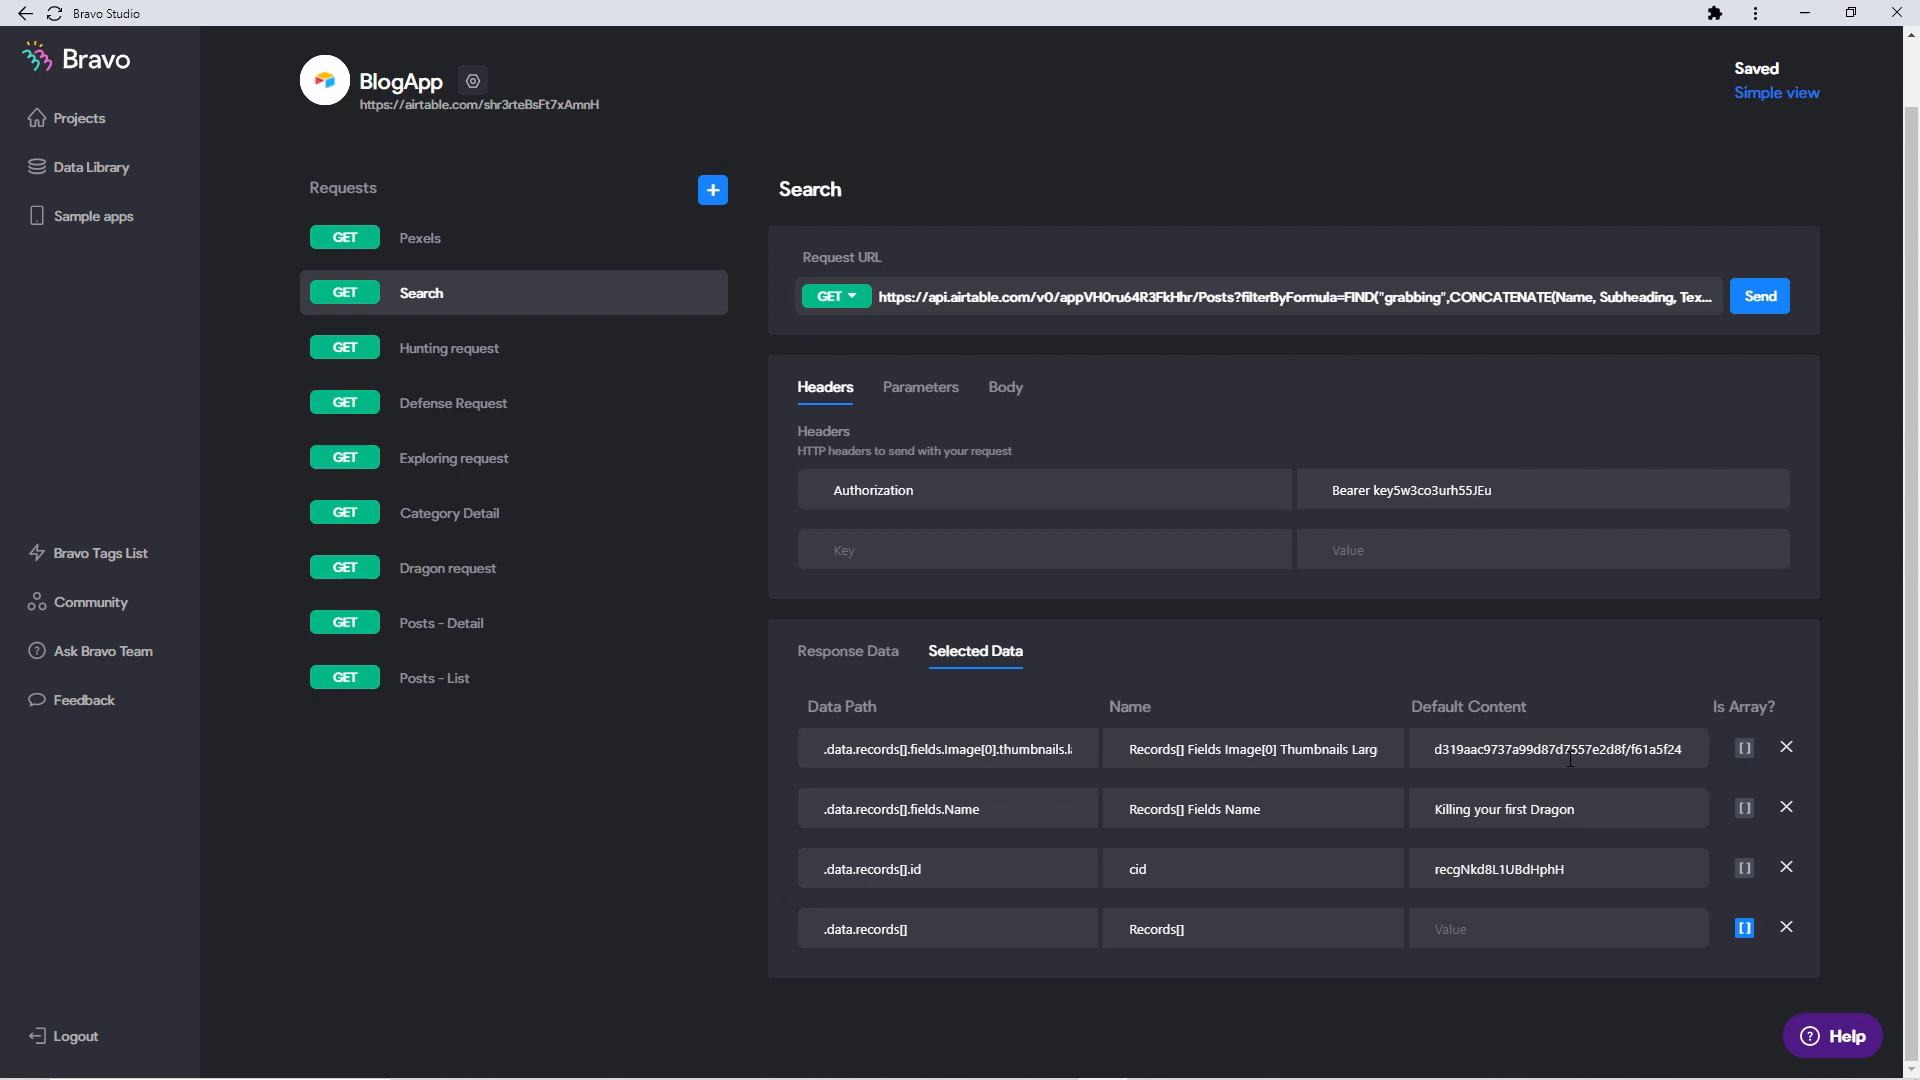 Bravo Studio
Bravo
Projects
Data Library
Sample apps
Bravo Tags List
Community
Ask Bravo Team
Feedback
Logout
BlogApp
https://airtable.com/shr3rteBsFt7xAmnH
Saved
Simple view
Requests
+
GET Pexels
GET Search
GET Hunting request
GET Defense Request
GET Exploring request
GET Category Detail
GET Dragon request
GET Posts - Detail
GET Posts - List
Search
Request URL
GET https://api.airtable.com/v0/appVH0ru64R3FkHhr/Posts?filterByFormula=FIND("grabbing",CONCATENATE(Name, Subheading, Tex... Send
Headers Parameters Body
Headers
HTTP headers to send with your request
Authorization Bearer key5w3co3urh55JEu
Key Value
Response Data Selected Data
Data Path Name Default Content Is Array?
.data.records[].fields.Image[0].thumbnails.la Records[] Fields Image[0] Thumbnails Larg d319aac9737a99d87d7557e2d8f/f61a5f24 []
.data.records[].fields.Name Records[] Fields Name Killing your first Dragon []
.data.records[].id cid recgNkd8L1UBdHphH []
.data.records[] Records[] Value []
Help